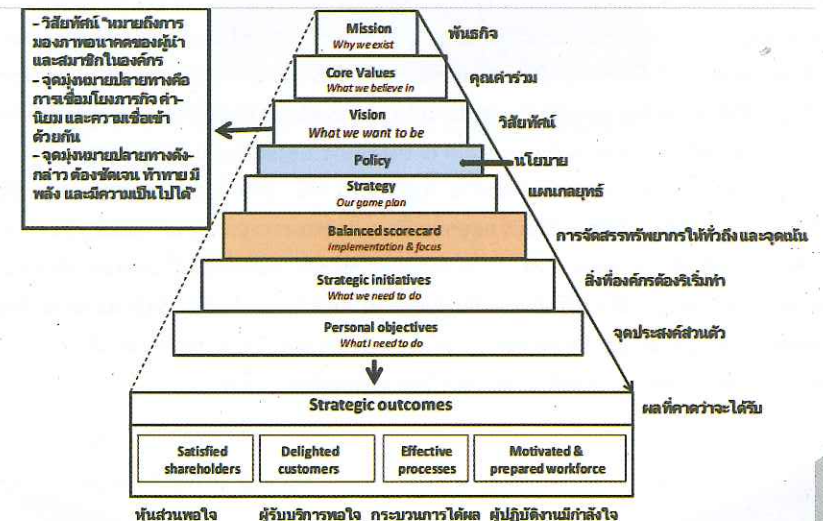 - วิสัยทัศน์ "หมายถึงการ
มองภาพอนาคตของผู้นำ
และสมาชิกในองค์กร
- จุดมุ่งหมายปลายทางคือ
การเชื่อมโยงภารกิจ ค่า-
นิยม และความเชื่อเข้า
ด้วยกัน
- จุดมุ่งหมายปลายทางดัง-
กล่าว ต้องชัดเจน ท้าทาย มี
พลัง และมีความเป็นไปได้"
Mission
Why we exist
พันธกิจ
Core Values
What we believe in
คุณค่าร่วม
Vision
What we want to be
วิสัยทัศน์
Policy
นโยบาย
Strategy
Our game plan
แผนกลยุทธ์
Balanced scorecard
Implementation & focus
การจัดสรรทรัพยากรให้ทั่วถึง และจุดเน้น
Strategic initiatives
What we need to do
สิ่งที่องค์กรต้องริเริ่มทำ
Personal objectives
What I need to do
จุดประสงค์ส่วนตัว
Strategic outcomes
ผลที่คาดว่าจะได้รับ
Satisfied
shareholders
Delighted
customers
Effective
processes
Motivated &
prepared workforce
หุ้นส่วนพอใจ ผู้รับบริการพอใจ กระบวนการได้ผล ผู้ปฏิบัติงานมีกำลังใจ